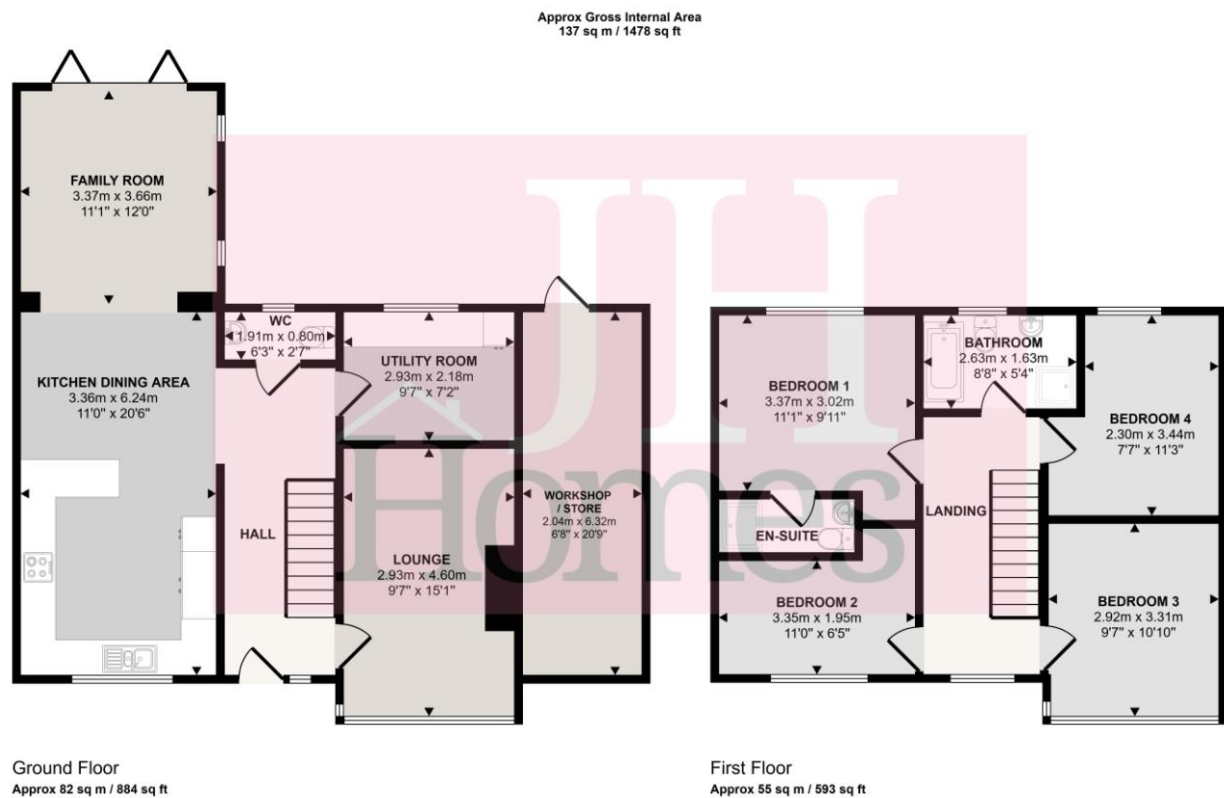 Approx Gross Internal Area
137 sq m / 1478 sq ft
FAMILY ROOM
3.37m x 3.66m
11'1" x 12'0"
KITCHEN DINING AREA
3.36m x 6.24m
11'0" x 20'6"
WC
1.91m x 0.80m
6'3" x 2'7"
UTILITY ROOM
2.93m x 2.18m
9'7" x 7'2"
HALL
LOUNGE
2.93m x 4.60m
9'7" x 15'1"
WORKSHOP
/ STORE
2.04m x 6.32m
6'8" x 20'9"
JH
Homes
BEDROOM 1
3.37m x 3.02m
11'1" x 9'11"
BATHROOM
2.63m x 1.63m
8'8" x 5'4"
BEDROOM 4
2.30m x 3.44m
7'7" x 11'3"
EN-SUITE
LANDING
BEDROOM 2
3.35m x 1.95m
11'0" x 6'5"
BEDROOM 3
2.92m x 3.31m
9'7" x 10'10"
Ground Floor
Approx 82 sq m / 884 sq ft
First Floor
Approx 55 sq m / 593 sq ft